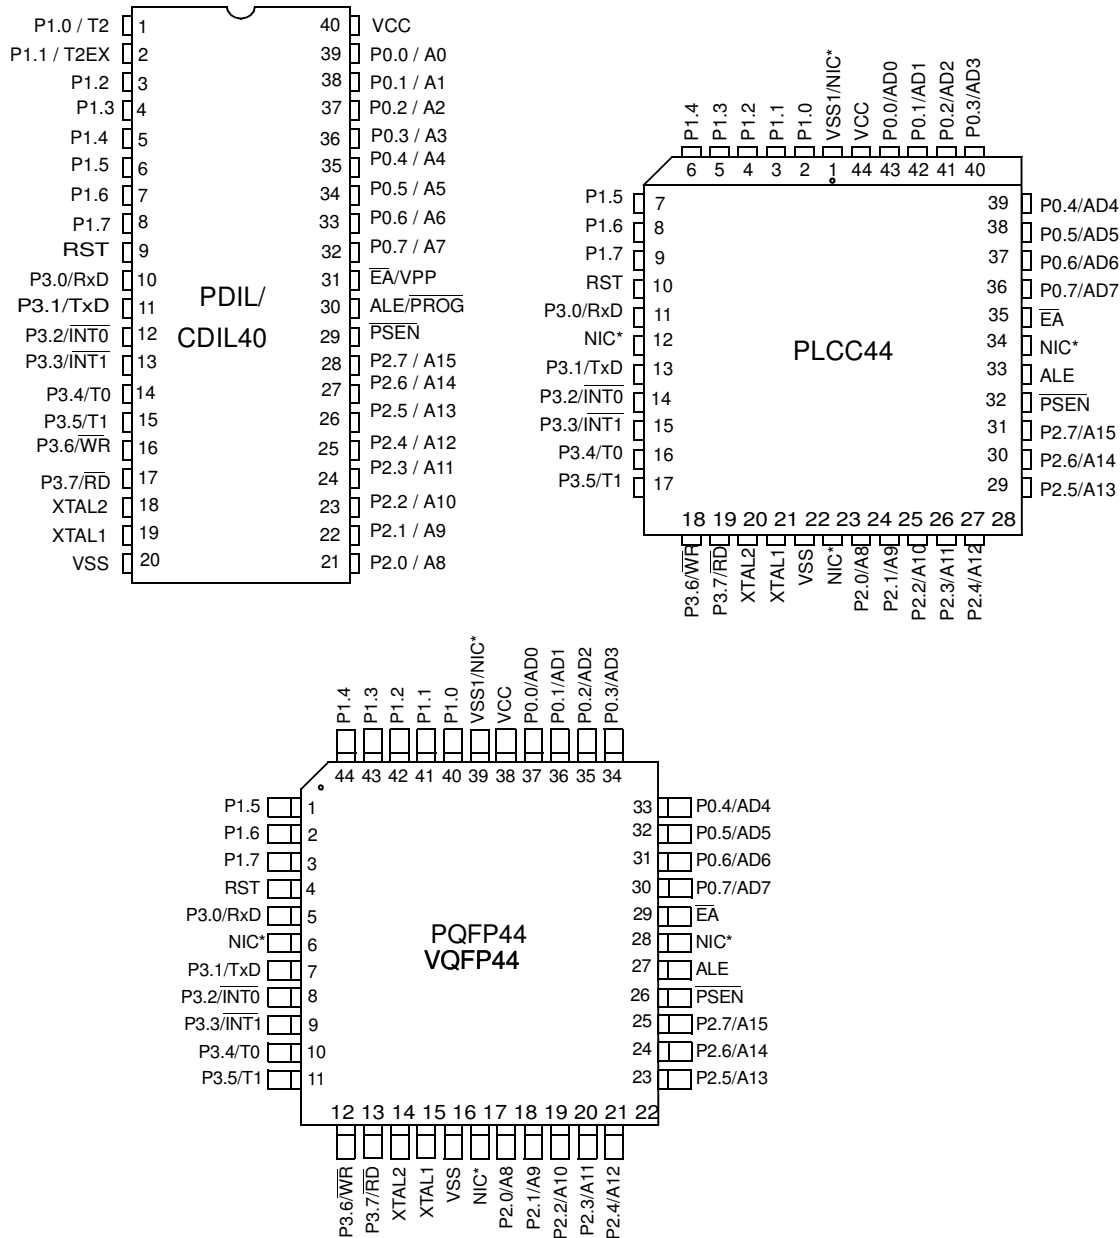 P1.0 / T2 1 40 VCC
P1.1 / T2EX 2 39 P0.0 / A0
P1.2 3 38 P0.1 / A1
P1.3 4 37 P0.2 / A2
P1.4 5 36 P0.3 / A3
P1.5 6 35 P0.4 / A4
P1.6 7 34 P0.5 / A5
P1.7 8 33 P0.6 / A6
RST 9 32 P0.7 / A7
P3.0/RxD 10 31 E̅A̅/VPP
P3.1/TxD 11 30 ALE/P̅R̅O̅G̅
P3.2/I̅N̅T̅0̅ 12 29 P̅S̅E̅N̅
P3.3/I̅N̅T̅1̅ 13 28 P2.7 / A15
P3.4/T0 14 27 P2.6 / A14
P3.5/T1 15 26 P2.5 / A13
P3.6/W̅R̅ 16 25 P2.4 / A12
P3.7/R̅D̅ 17 24 P2.3 / A11
XTAL2 18 23 P2.2 / A10
XTAL1 19 22 P2.1 / A9
VSS 20 21 P2.0 / A8
PDIL/
CDIL40
P1.4 P1.3 P1.2 P1.1 P1.0 VSS1/NIC* VCC P0.0/AD0 P0.1/AD1 P0.2/AD2 P0.3/AD3
6 5 4 3 2 1 44 43 42 41 40
P1.5 7 39 P0.4/AD4
P1.6 8 38 P0.5/AD5
P1.7 9 37 P0.6/AD6
RST 10 36 P0.7/AD7
P3.0/RxD 11 35 E̅A̅
NIC* 12 34 NIC*
P3.1/TxD 13 33 ALE
P3.2/I̅N̅T̅0̅ 14 32 P̅S̅E̅N̅
P3.3/I̅N̅T̅1̅ 15 31 P2.7/A15
P3.4/T0 16 30 P2.6/A14
P3.5/T1 17 29 P2.5/A13
PLCC44
18 19 20 21 22 23 24 25 26 27 28
P3.6/W̅R̅ P3.7/R̅D̅ XTAL2 XTAL1 VSS NIC* P2.0/A8 P2.1/A9 P2.2/A10 P2.3/A11 P2.4/A12
P1.4 P1.3 P1.2 P1.1 P1.0 VSS1/NIC* VCC P0.0/AD0 P0.1/AD1 P0.2/AD2 P0.3/AD3
44 43 42 41 40 39 38 37 36 35 34
P1.5 1 33 P0.4/AD4
P1.6 2 32 P0.5/AD5
P1.7 3 31 P0.6/AD6
RST 4 30 P0.7/AD7
P3.0/RxD 5 29 E̅A̅
NIC* 6 28 NIC*
P3.1/TxD 7 27 ALE
P3.2/I̅N̅T̅0̅ 8 26 P̅S̅E̅N̅
P3.3/I̅N̅T̅1̅ 9 25 P2.7/A15
P3.4/T0 10 24 P2.6/A14
P3.5/T1 11 23 P2.5/A13
PQFP44
VQFP44
12 13 14 15 16 17 18 19 20 21 22
P3.6/W̅R̅ P3.7/R̅D̅ XTAL2 XTAL1 VSS NIC* P2.0/A8 P2.1/A9 P2.2/A10 P2.3/A11 P2.4/A12